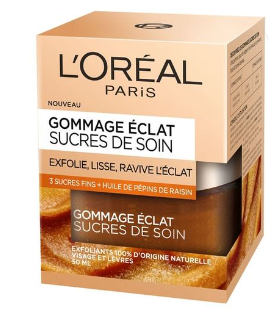 L'ORÉAL
PARIS
NOUVEAU
GOMMAGE ÉCLAT
SUCRES DE SOIN
EXFOLIE, LISSE, RAVIVE L'ÉCLAT
3 SUCRES FINS + HUILE DE PÉPINS DE RAISIN
GOMMAGE ÉCLAT
SUCRES DE SOIN
EXFOLIANTS 100% D'ORIGINE NATURELLE
VISAGE ET LÈVRES
50 ML